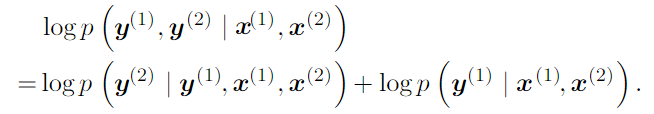 log p ( y^(1), y^(2) | x^(1), x^(2) )
= log p ( y^(2) | y^(1), x^(1), x^(2) ) + log p ( y^(1) | x^(1), x^(2) ) .